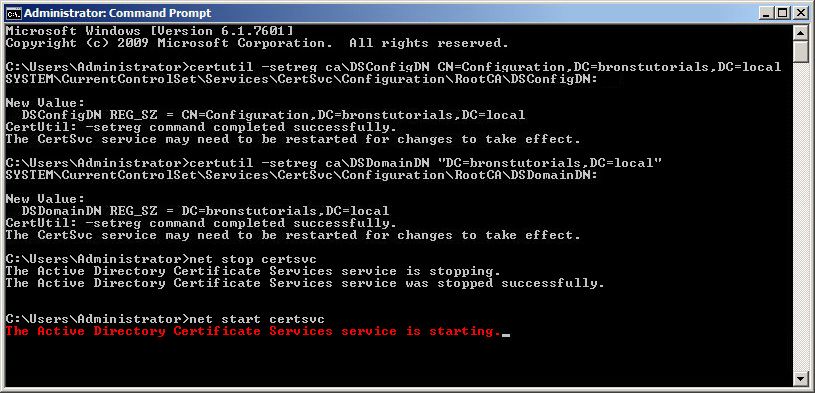 Administrator: Command Prompt
Microsoft Windows [Version 6.1.7601]
Copyright (c) 2009 Microsoft Corporation.  All rights reserved.
C:\Users\Administrator>certutil -setreg ca\DSConfigDN CN=Configuration,DC=bronstutorials,DC=local
SYSTEM\CurrentControlSet\Services\CertSvc\Configuration\RootCA\DSConfigDN:
New Value:
  DSConfigDN REG_SZ = CN=Configuration,DC=bronstutorials,DC=local
CertUtil: -setreg command completed successfully.
The CertSvc service may need to be restarted for changes to take effect.
C:\Users\Administrator>certutil -setreg ca\DSDomainDN "DC=bronstutorials,DC=local"
SYSTEM\CurrentControlSet\Services\CertSvc\Configuration\RootCA\DSDomainDN:
New Value:
  DSDomainDN REG_SZ = DC=bronstutorials,DC=local
CertUtil: -setreg command completed successfully.
The CertSvc service may need to be restarted for changes to take effect.
C:\Users\Administrator>net stop certsvc
The Active Directory Certificate Services service is stopping.
The Active Directory Certificate Services service was stopped successfully.
C:\Users\Administrator>net start certsvc
The Active Directory Certificate Services service is starting.